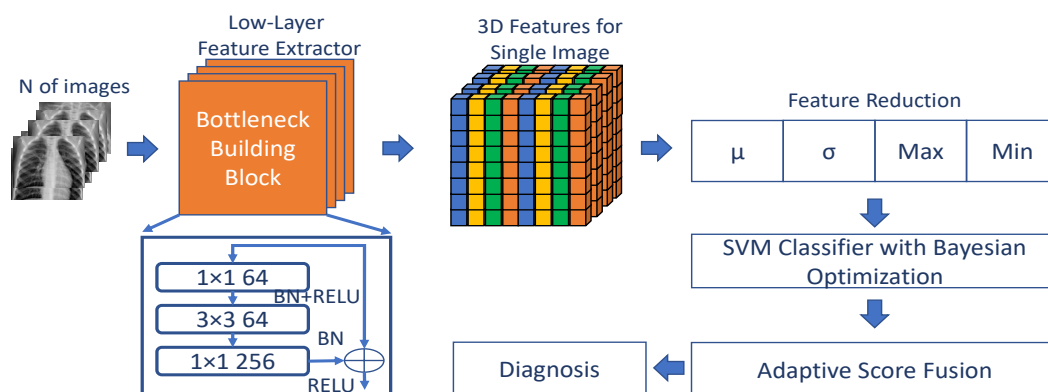 Low-Layer
Feature Extractor
3D Features for
Single Image
N of images
Feature Reduction
Bottleneck
Building
Block
μ
σ
Max
Min
SVM Classifier with Bayesian
Optimization
1×1 64
BN+RELU
3×3 64
BN
1×1 256
RELU
Diagnosis
Adaptive Score Fusion